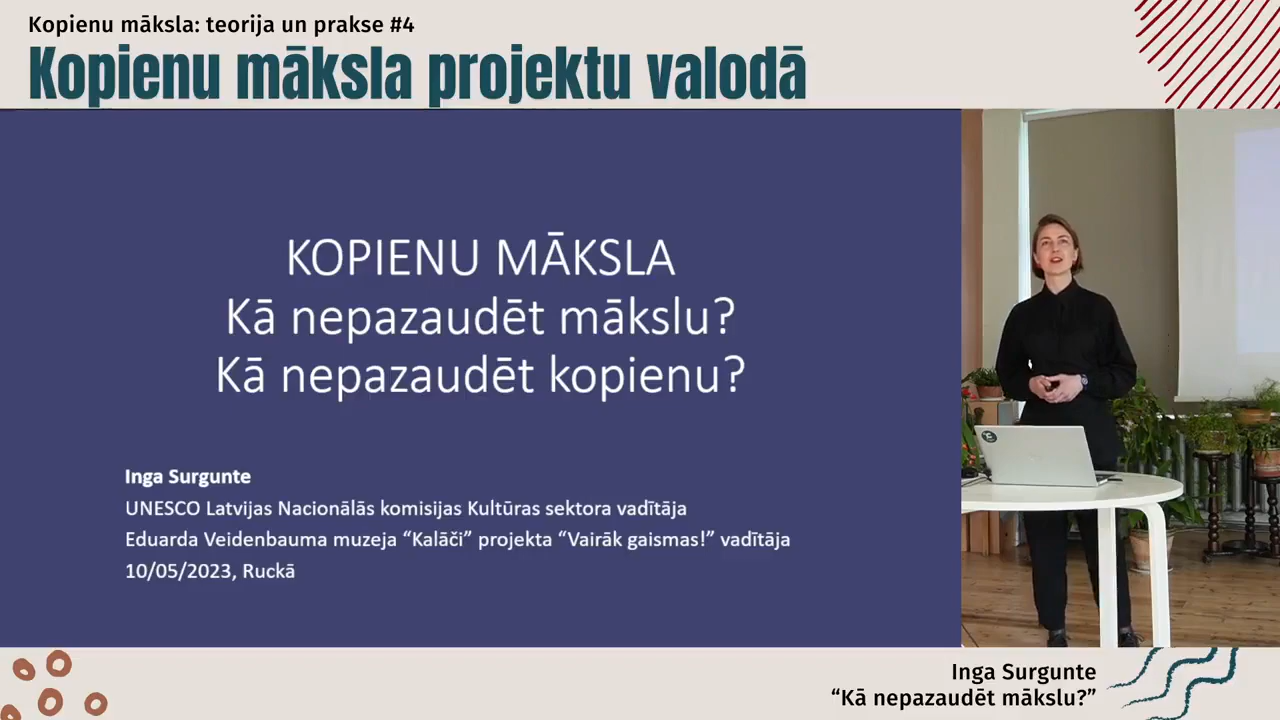 Kopienu māksla: teorija un prakse #4
Kopienu māksla projektu valodā
KOPIENU MĀKSLA
Kā nepazaudēt mākslu?
Kā nepazaudēt kopienu?
Inga Surgunte
UNESCO Latvijas Nacionālās komisijas Kultūras sektora vadītāja
Eduarda Veidenbauma muzeja “Kalāči” projekta “Vairāk gaismas!” vadītāja
10/05/2023, Ruckā
Inga Surgunte
“Kā nepazaudēt mākslu?”